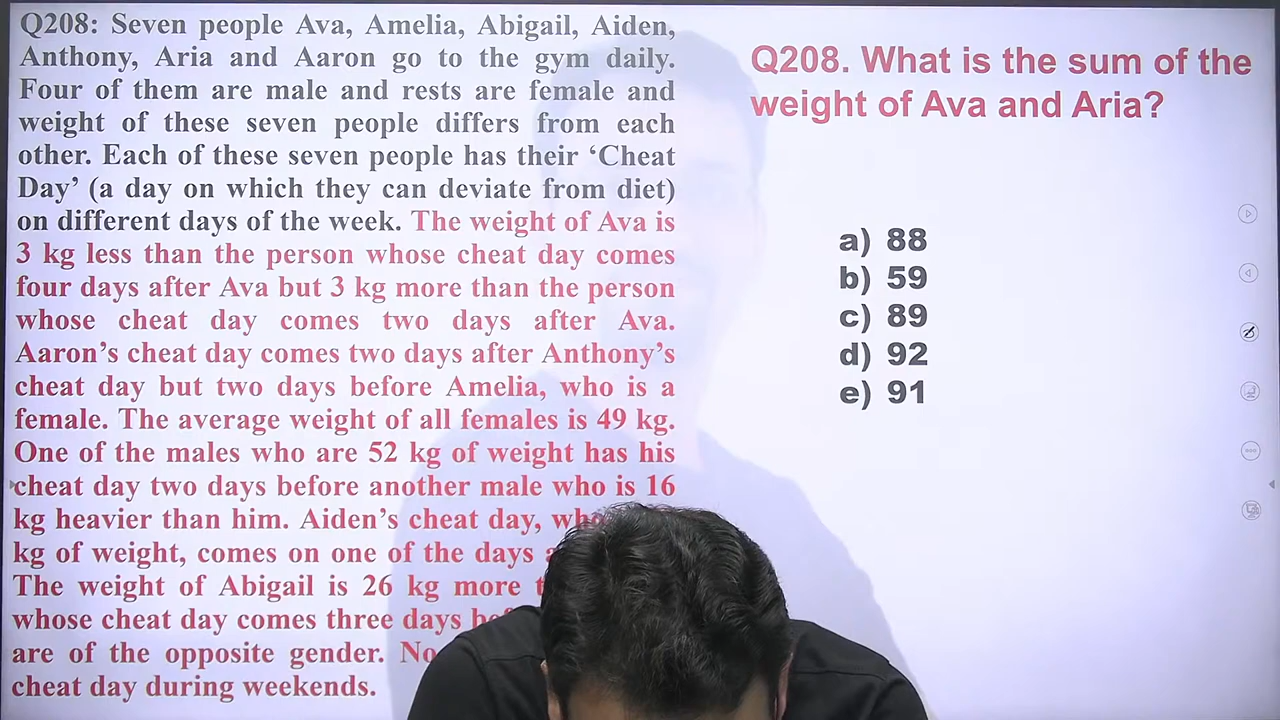 Q208: Seven people Ava, Amelia, Abigail, Aiden,
Anthony, Aria and Aaron go to the gym daily.
Four of them are male and rests are female and
weight of these seven people differs from each
other. Each of these seven people has their ‘Cheat
Day’ (a day on which they can deviate from diet)
on different days of the week. The weight of Ava is
3 kg less than the person whose cheat day comes
four days after Ava but 3 kg more than the person
whose cheat day comes two days after Ava.
Aaron’s cheat day comes two days after Anthony’s
cheat day but two days before Amelia, who is a
female. The average weight of all females is 49 kg.
One of the males who are 52 kg of weight has his
cheat day two days before another male who is 16
kg heavier than him. Aiden’s cheat day,
kg of weight, comes on one of the days
The weight of Abigail is 26 kg more
whose cheat day comes three days
are of the opposite gender. No
cheat day during weekends.
Q208. What is the sum of the
weight of Ava and Aria?
a) 88
b) 59
c) 89
d) 92
e) 91